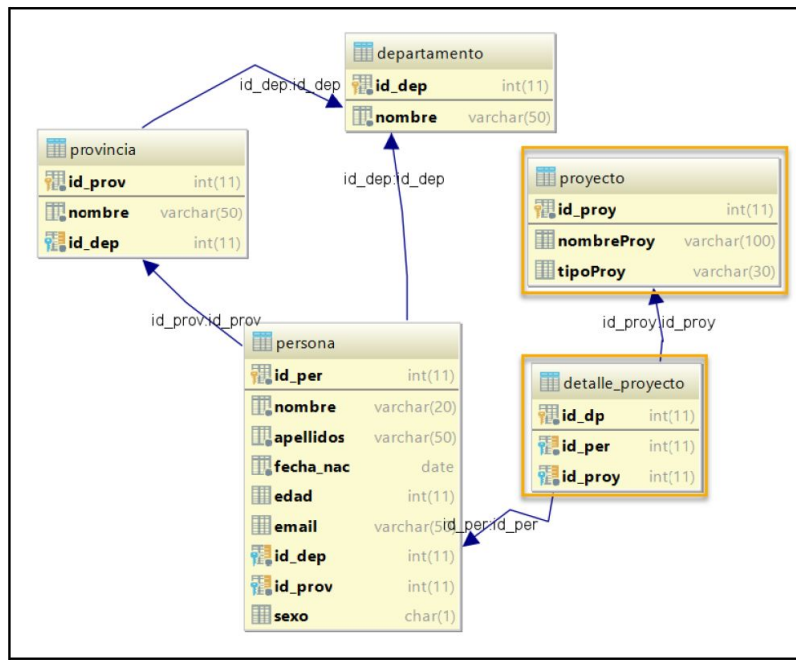 departamento
id_dep int(11)
nombre varchar(50)
id_dep:id_dep
provincia
id_prov int(11)
nombre varchar(50)
id_dep int(11)
id_dep:id_dep
proyecto
id_proy int(11)
nombreProy varchar(100)
tipoProy varchar(30)
id_prov:id_prov
id_proy:id_proy
persona
id_per int(11)
nombre varchar(20)
apellidos varchar(50)
fecha_nac date
edad int(11)
email
id_dep int(11)
id_prov int(11)
sexo char(1)
detalle_proyecto
id_dp int(11)
id_per int(11)
id_proy int(11)
id_per:id_per